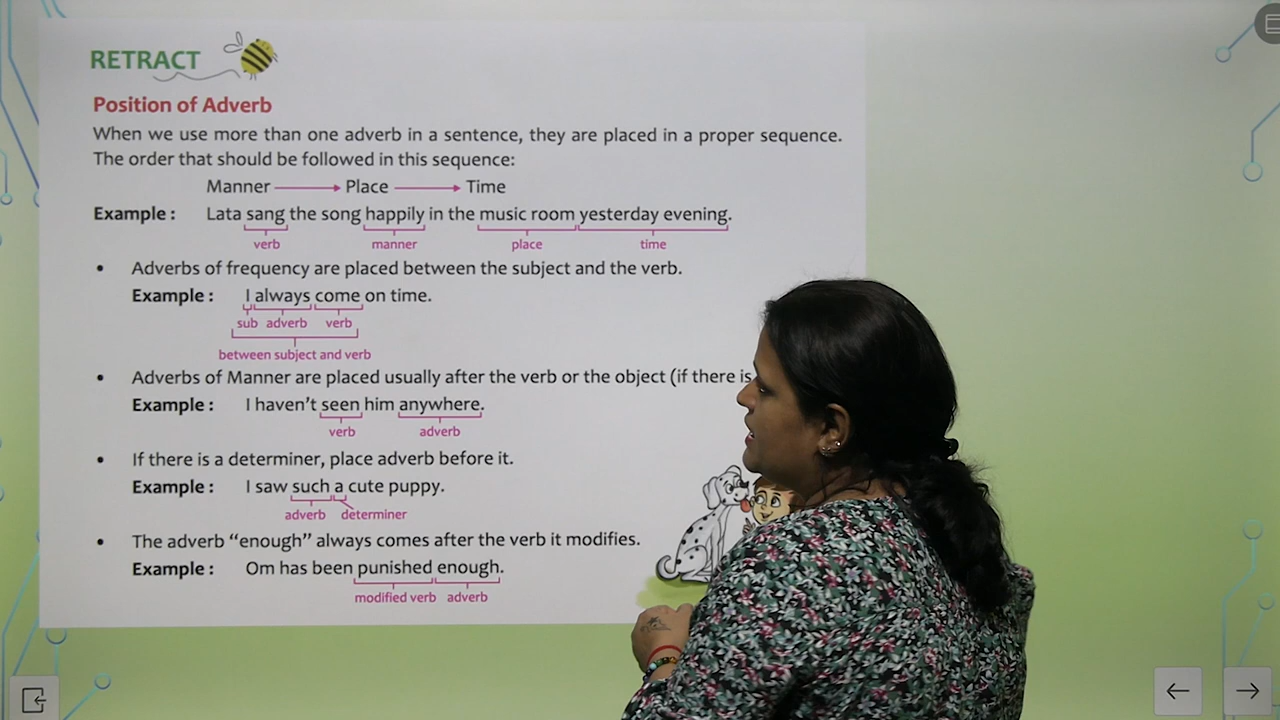 RETRACT
Position of Adverb
When we use more than one adverb in a sentence, they are placed in a proper sequence.
The order that should be followed in this sequence:
Manner Place Time
Example : Lata sang the song happily in the music room yesterday evening.
verb manner place time
• Adverbs of frequency are placed between the subject and the verb.
Example : I always come on time.
sub adverb verb
between subject and verb
• Adverbs of Manner are placed usually after the verb or the object (if there is
Example : I haven't seen him anywhere.
verb adverb
• If there is a determiner, place adverb before it.
Example : I saw such a cute puppy.
adverb determiner
• The adverb “enough” always comes after the verb it modifies.
Example : Om has been punished enough.
modified verb adverb